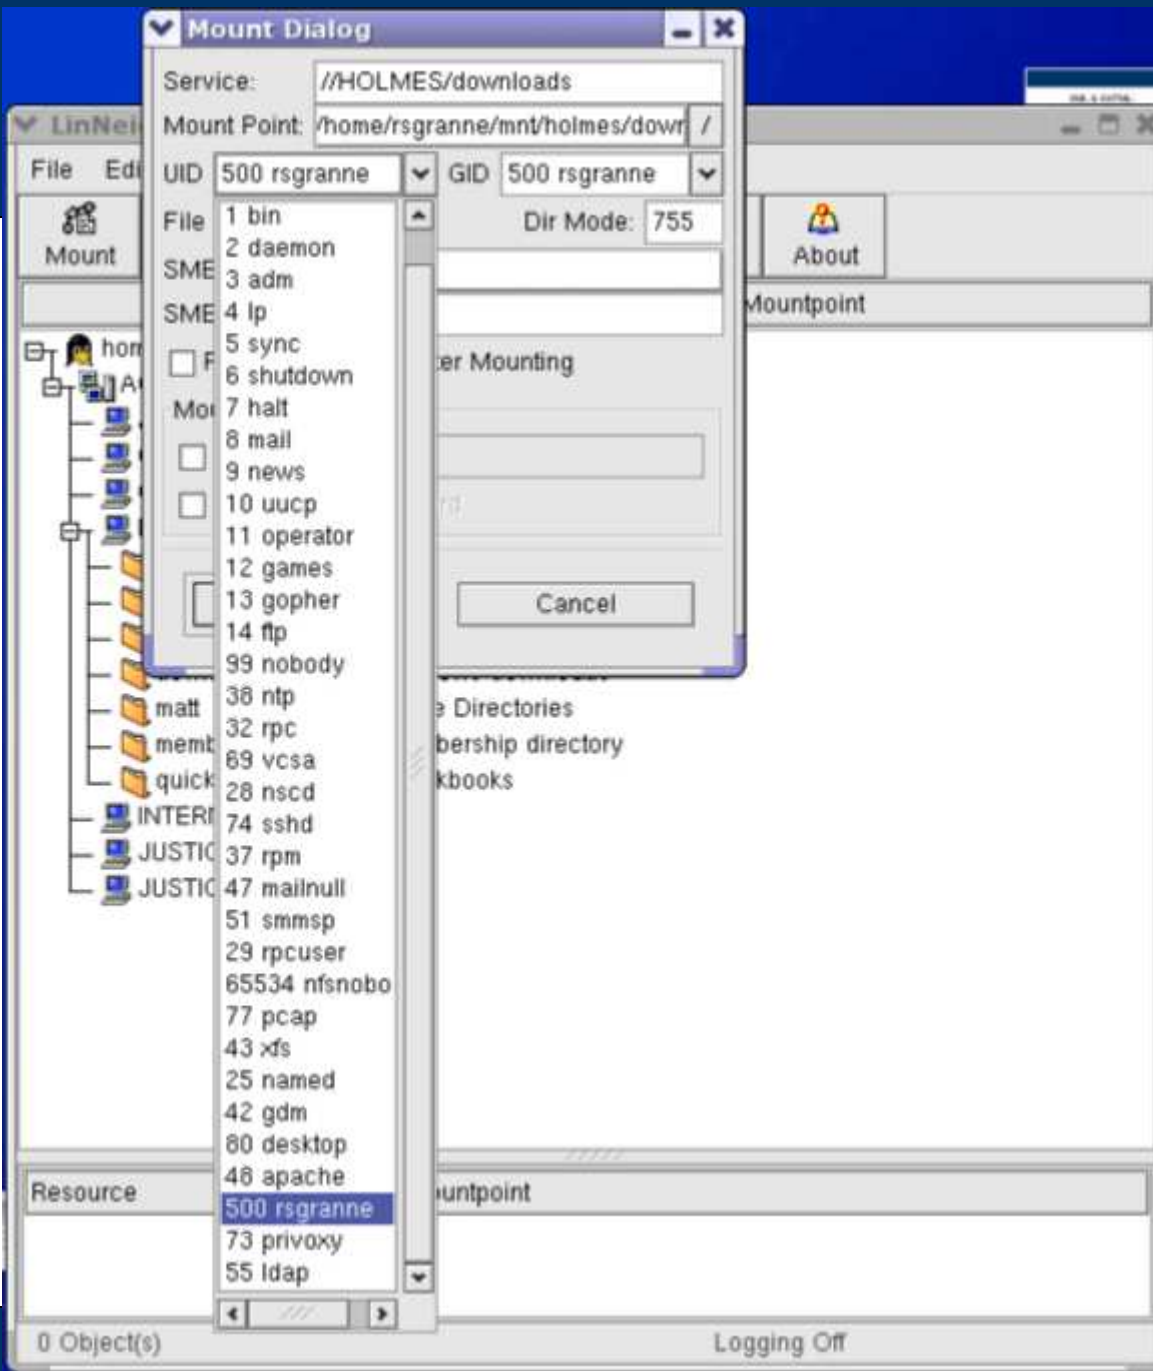 Mount Dialog
Service: //HOLMES/downloads
LinNei
Mount Point: /home/rsgranne/mnt/holmes/dowr /
File Edi
UID 500 rsgranne GID 500 rsgranne
Mount
File Dir Mode: 755
About
SME
SME
Mountpoint
hom
er Mounting
Mou
1 bin
2 daemon
3 adm
4 lp
5 sync
6 shutdown
7 halt
8 mail
9 news
10 uucp
11 operator
12 games
13 gopher
14 ftp
99 nobody
38 ntp
32 rpc
69 vcsa
28 nscd
74 sshd
37 rpm
47 mailnull
51 smmsp
29 rpcuser
65534 nfsnobo
77 pcap
43 xfs
25 named
42 gdm
80 desktop
48 apache
500 rsgranne
73 privoxy
55 ldap
Cancel
matt e Directories
memb bership directory
quick kbooks
INTERN
JUSTIC
JUSTIC
Resource ountpoint
0 Object(s) Logging Off